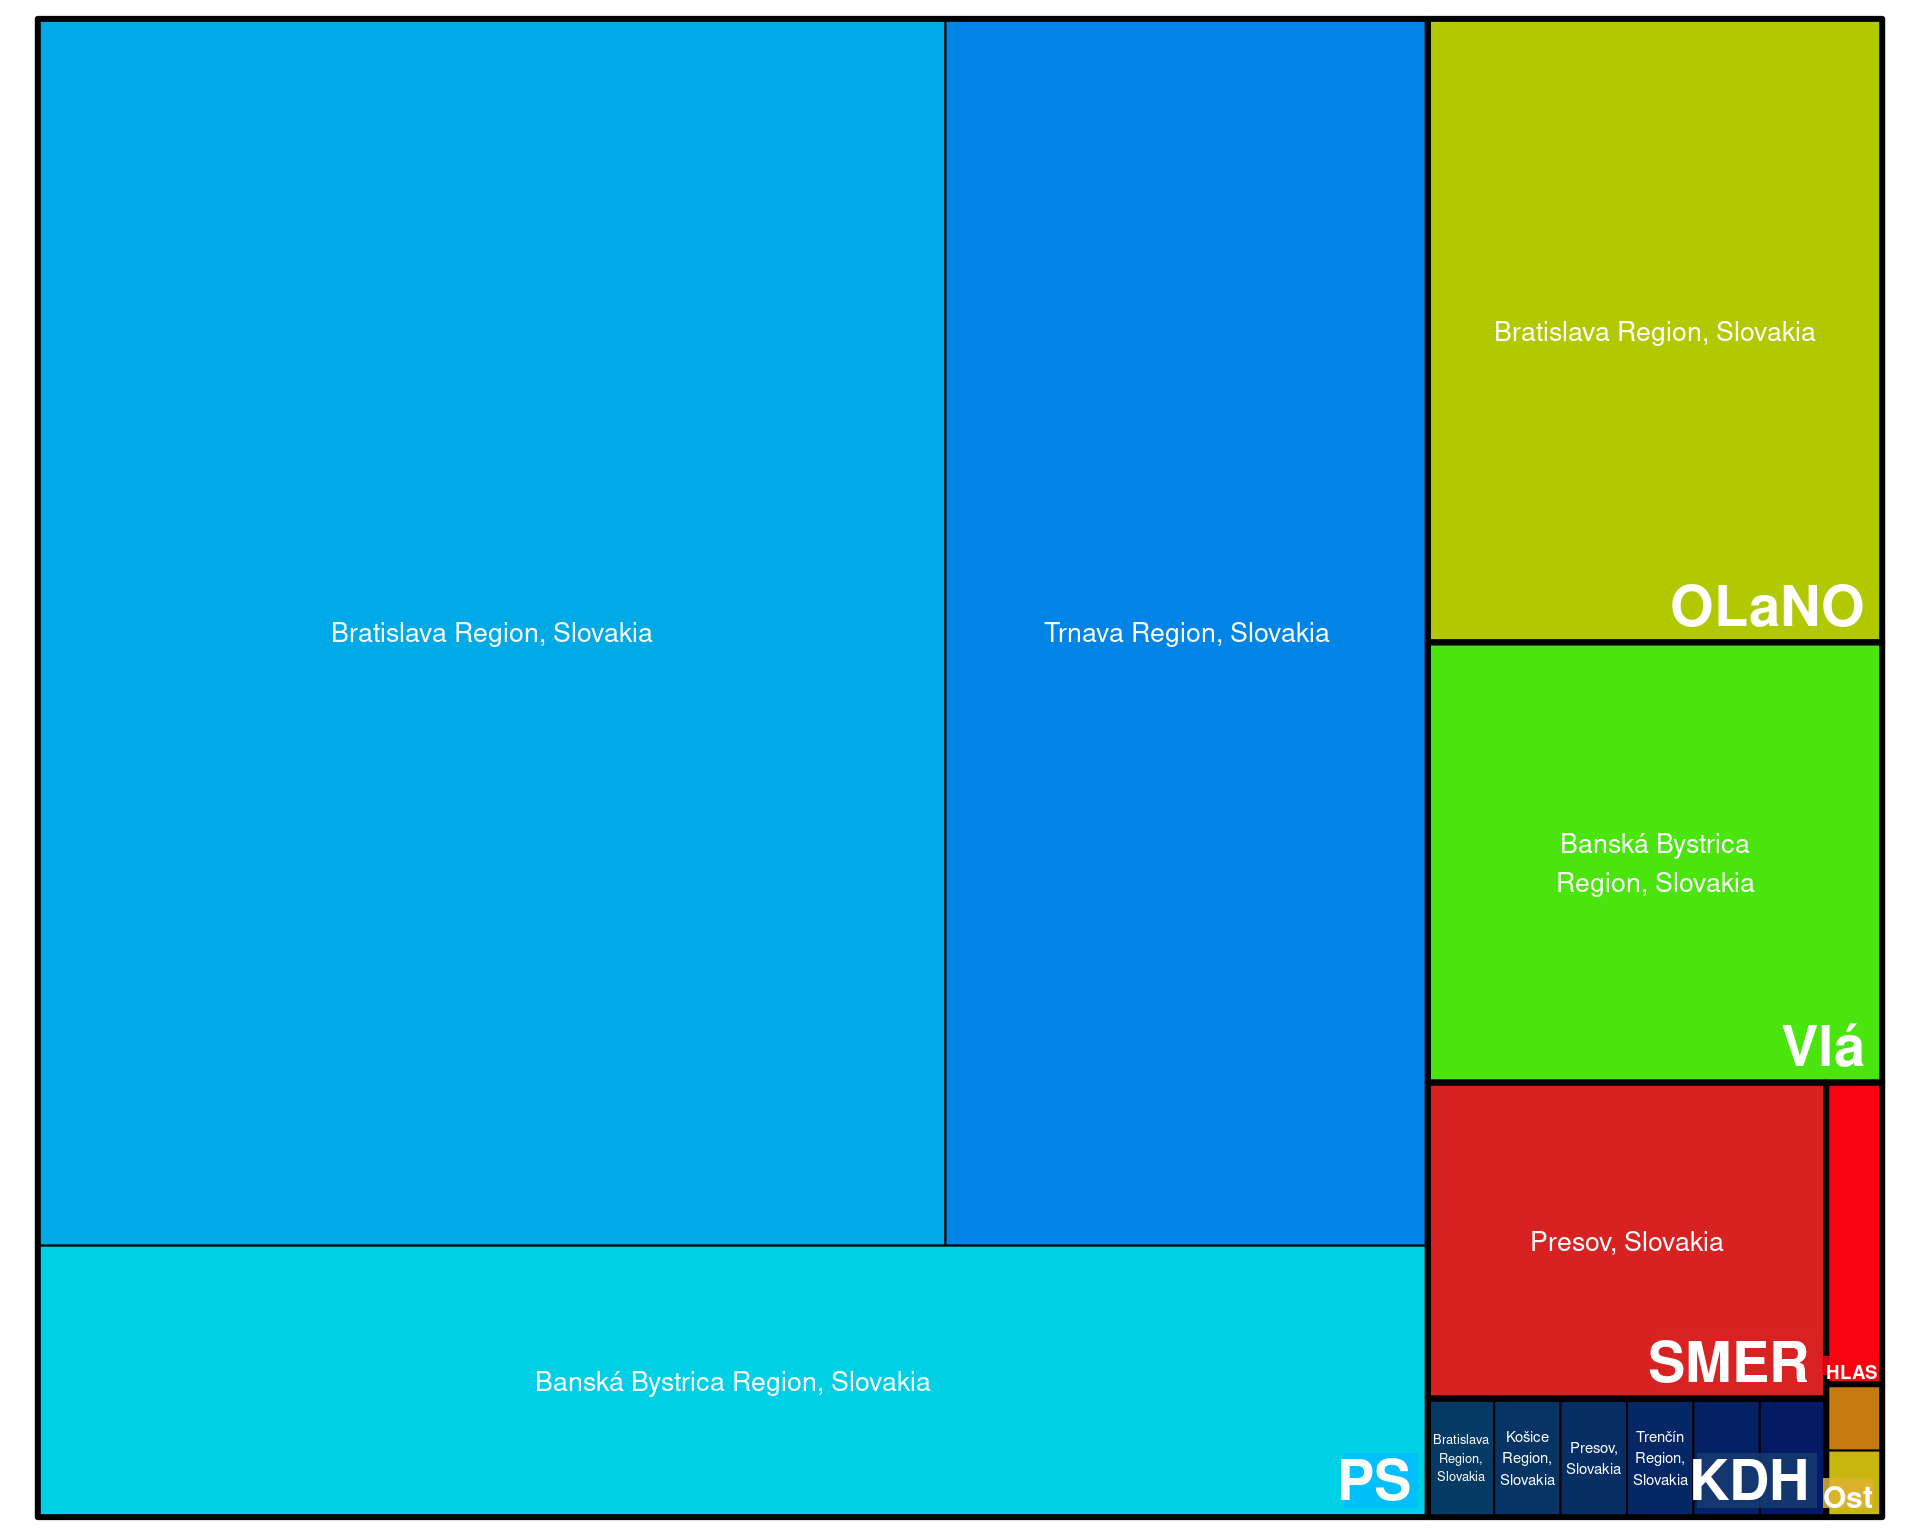 Bratislava Region, Slovakia
Trnava Region, Slovakia
Banská Bystrica Region, Slovakia
PS
Bratislava Region, Slovakia
OLaNO
Banská Bystrica
Region, Slovakia
Vlá
Presov, Slovakia
SMER
HLAS
Bratislava
Region,
Slovakia
Košice
Region,
Slovakia
Presov,
Slovakia
Trenčín
Region,
Slovakia
KDH
Ost